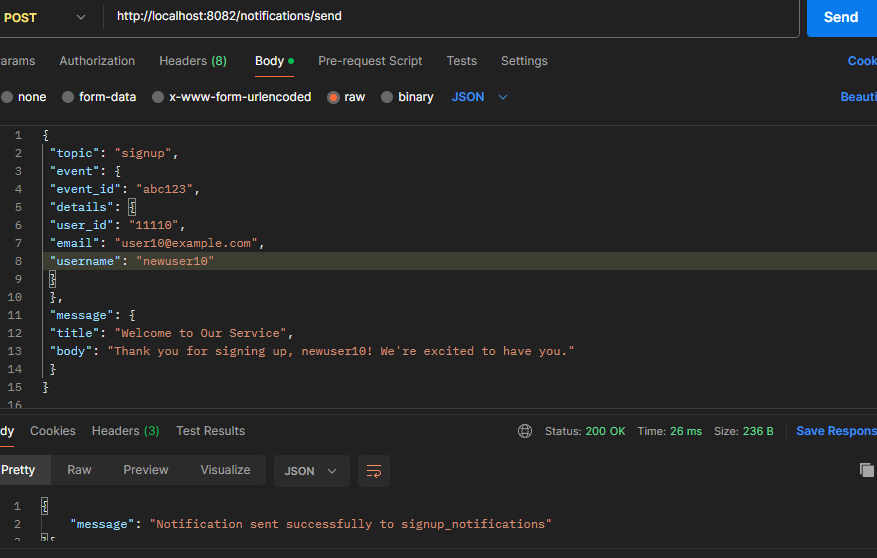 POST http://localhost:8082/notifications/send Send
arams Authorization Headers (8) Body Pre-request Script Tests Settings Cook
none form-data x-www-form-urlencoded raw binary JSON Beauti
1 {
2 "topic": "signup",
3 "event": {
4 "event_id": "abc123",
5 "details": {
6 "user_id": "11110",
7 "email": "user10@example.com",
8 "username": "newuser10"
9 }
10 },
11 "message": {
12 "title": "Welcome to Our Service",
13 "body": "Thank you for signing up, newuser10! We're excited to have you."
14 }
15 }
16
dy Cookies Headers (3) Test Results Status: 200 OK Time: 26 ms Size: 236 B Save Respons
Pretty Raw Preview Visualize JSON
1 {
2 "message": "Notification sent successfully to signup_notifications"